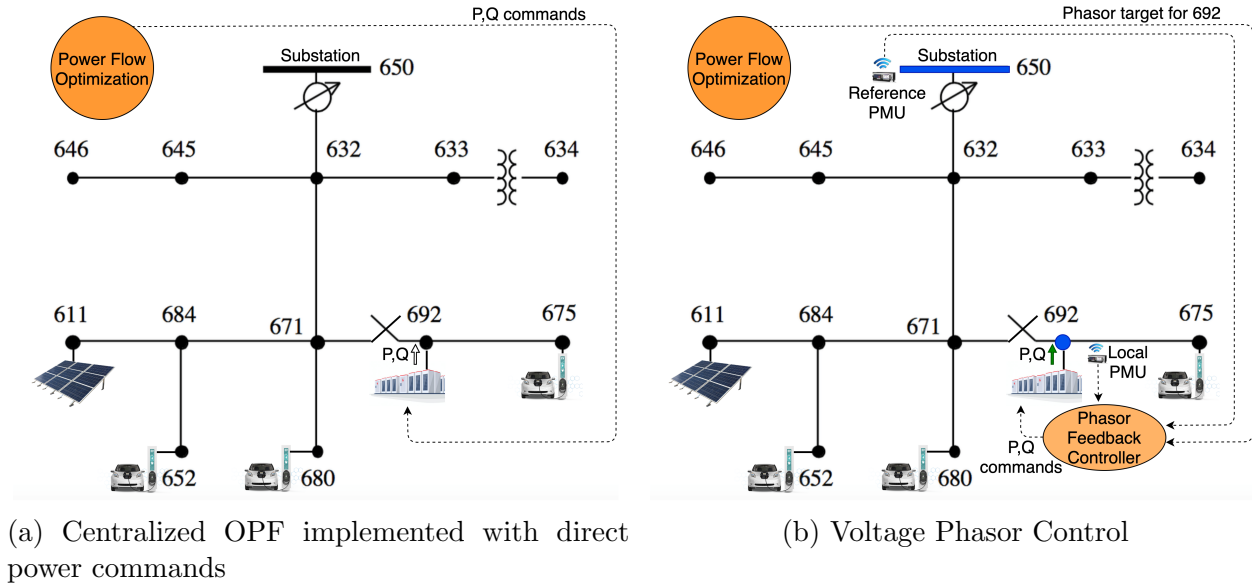 P,Q commands
Power Flow
Optimization
Substation
650
646
645
632
633
634
611
684
671
692
675
P,Q
652
680
(a) Centralized OPF implemented with direct
power commands
Phasor target for 692
Power Flow
Optimization
Substation
650
Reference
PMU
646
645
632
633
634
611
684
671
692
675
P,Q
Local
PMU
Phasor
Feedback
Controller
P,Q
commands
652
680
(b) Voltage Phasor Control